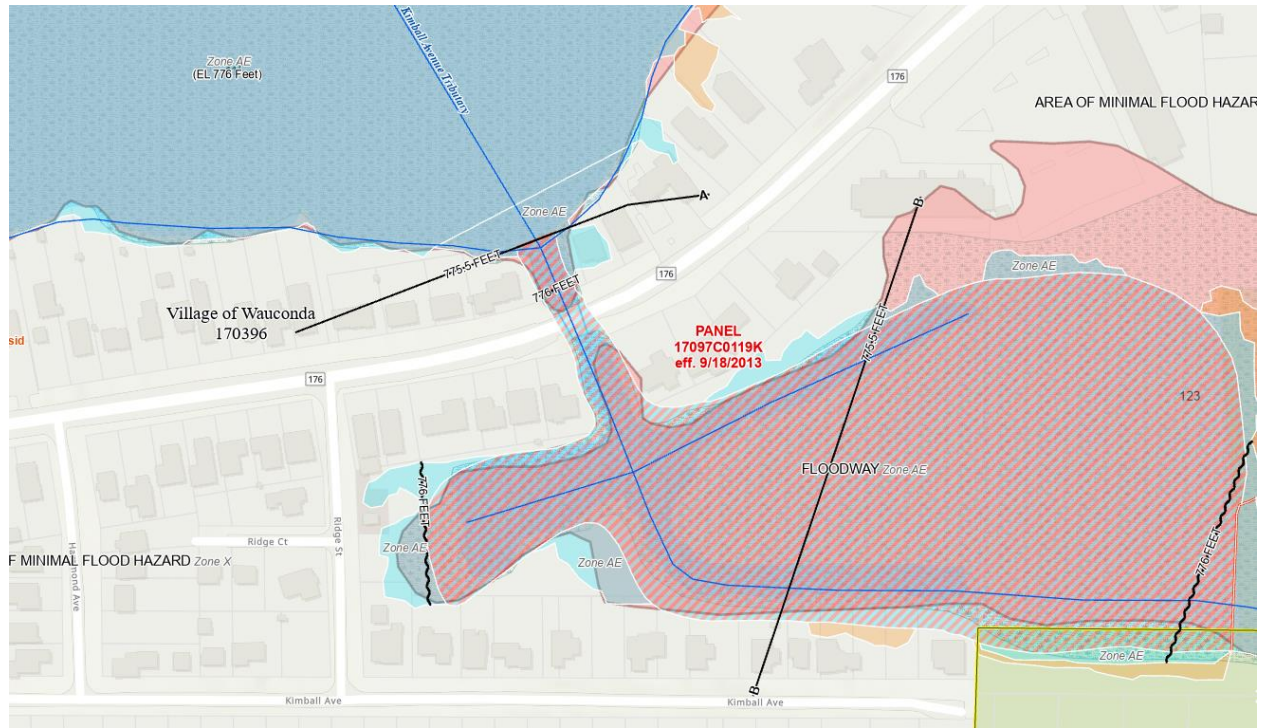 Zone AE
(EL 776 Feet)
Kimball Avenue Tributary
176
AREA OF MINIMAL FLOOD HAZAR
A
Zone AE
B
775.5 FEET
776 FEET
176
Zone AE
Village of Wauconda
170396
sid
PANEL
17097C0119K
eff. 9/18/2013
775.5 FEET
176
123
FLOODWAY Zone AE
776 FEET
Ridge St
Ridge Ct
Zone AE
F MINIMAL FLOOD HAZARD Zone X
Zone AE
776 FEET
Hammond Ave
Zone AE
B
Kimball Ave
Kimball Ave